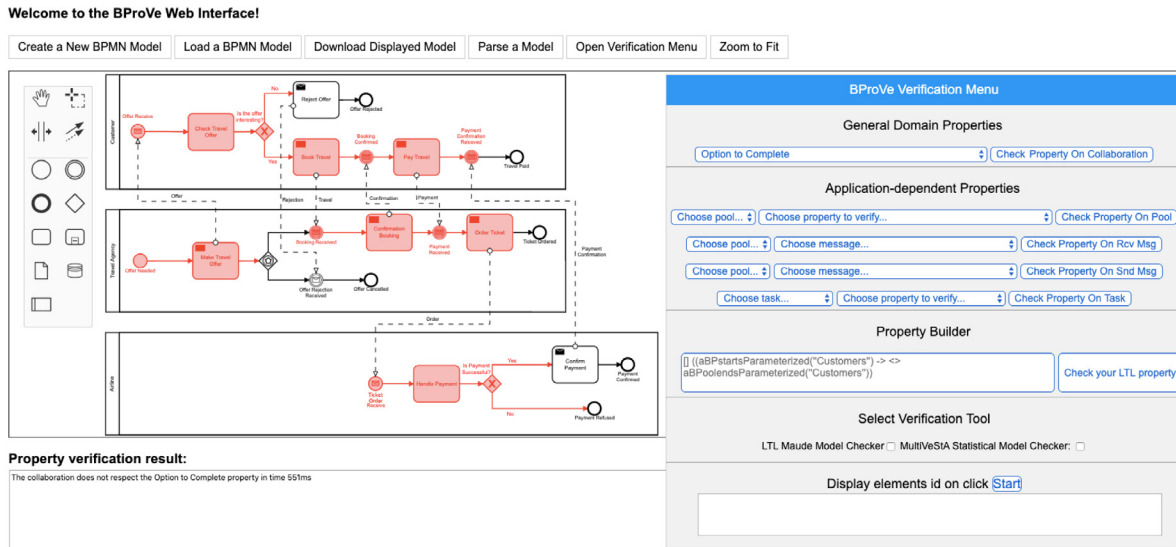 Welcome to the BProVe Web Interface!
Create a New BPMN Model
Load a BPMN Model
Download Displayed Model
Parse a Model
Open Verification Menu
Zoom to Fit
Customer
Offer Receive
Check Travel
Offer
Is the offer
interesting?
No
Yes
Reject Offer
Offer Rejected
Book Travel
Booking
Confirmed
Pay Travel
Payment
Confirmation
Received
Travel Paid
Offer
Rejection
Travel
Confirmation
Payment
Travel Agency
Offer Needed
Make Travel
Offer
Booking Received
Offer Rejection
Received
Offer Cancelled
Confirmation
Booking
Payment
Received
Order Ticket
Ticket Ordered
Payment
Confirmation
Order
Airline
Ticket
Order
Receive
Handle Payment
Is Payment
Successful?
Yes
No
Confirm
Payment
Payment
Confirmed
Payment Refused
BProVe Verification Menu
General Domain Properties
Option to Complete
Check Property On Collaboration
Application-dependent Properties
Choose pool... Choose property to verify... Check Property On Pool
Choose pool... Choose message... Check Property On Rcv Msg
Choose pool... Choose message... Check Property On Snd Msg
Choose task... Choose property to verify... Check Property On Task
Property Builder
[] ((aBPstartsParameterized("Customers") -> <>
aBPoolendsParameterized("Customers"))
Check your LTL property
Select Verification Tool
LTL Maude Model Checker MultiVeStA Statistical Model Checker:
Display elements id on click Start
Property verification result:
The collaboration does not respect the Option to Complete property in time 551ms